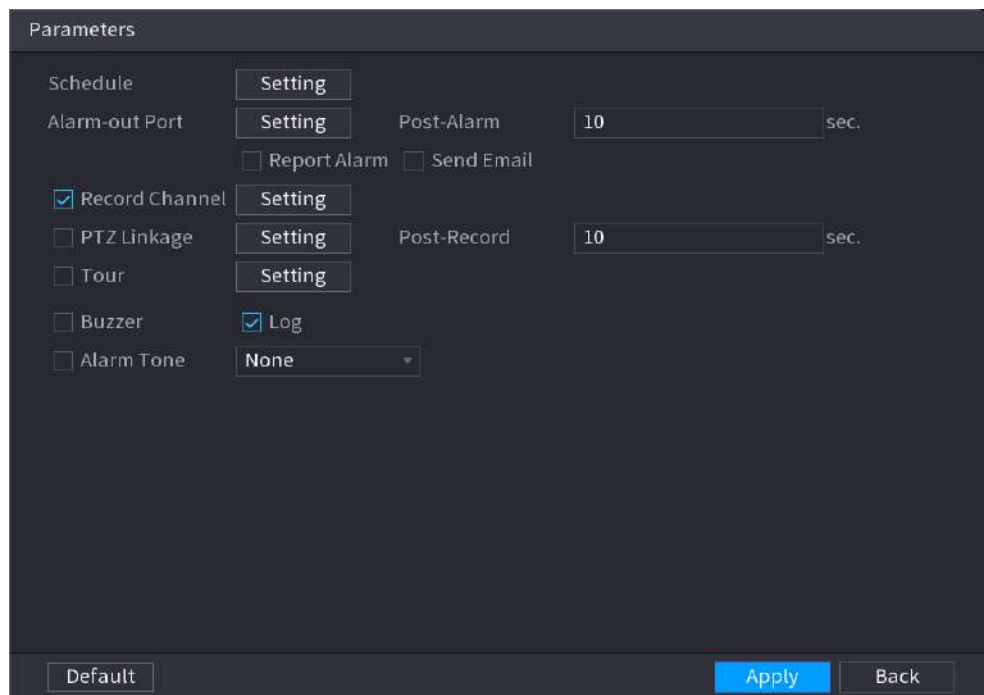 Parameters
Schedule Setting
Alarm-out Port Setting Post-Alarm 10 sec.
Report Alarm Send Email
Record Channel Setting
PTZ Linkage Setting Post-Record 10 sec.
Tour Setting
Buzzer Log
Alarm Tone None
Default Apply Back